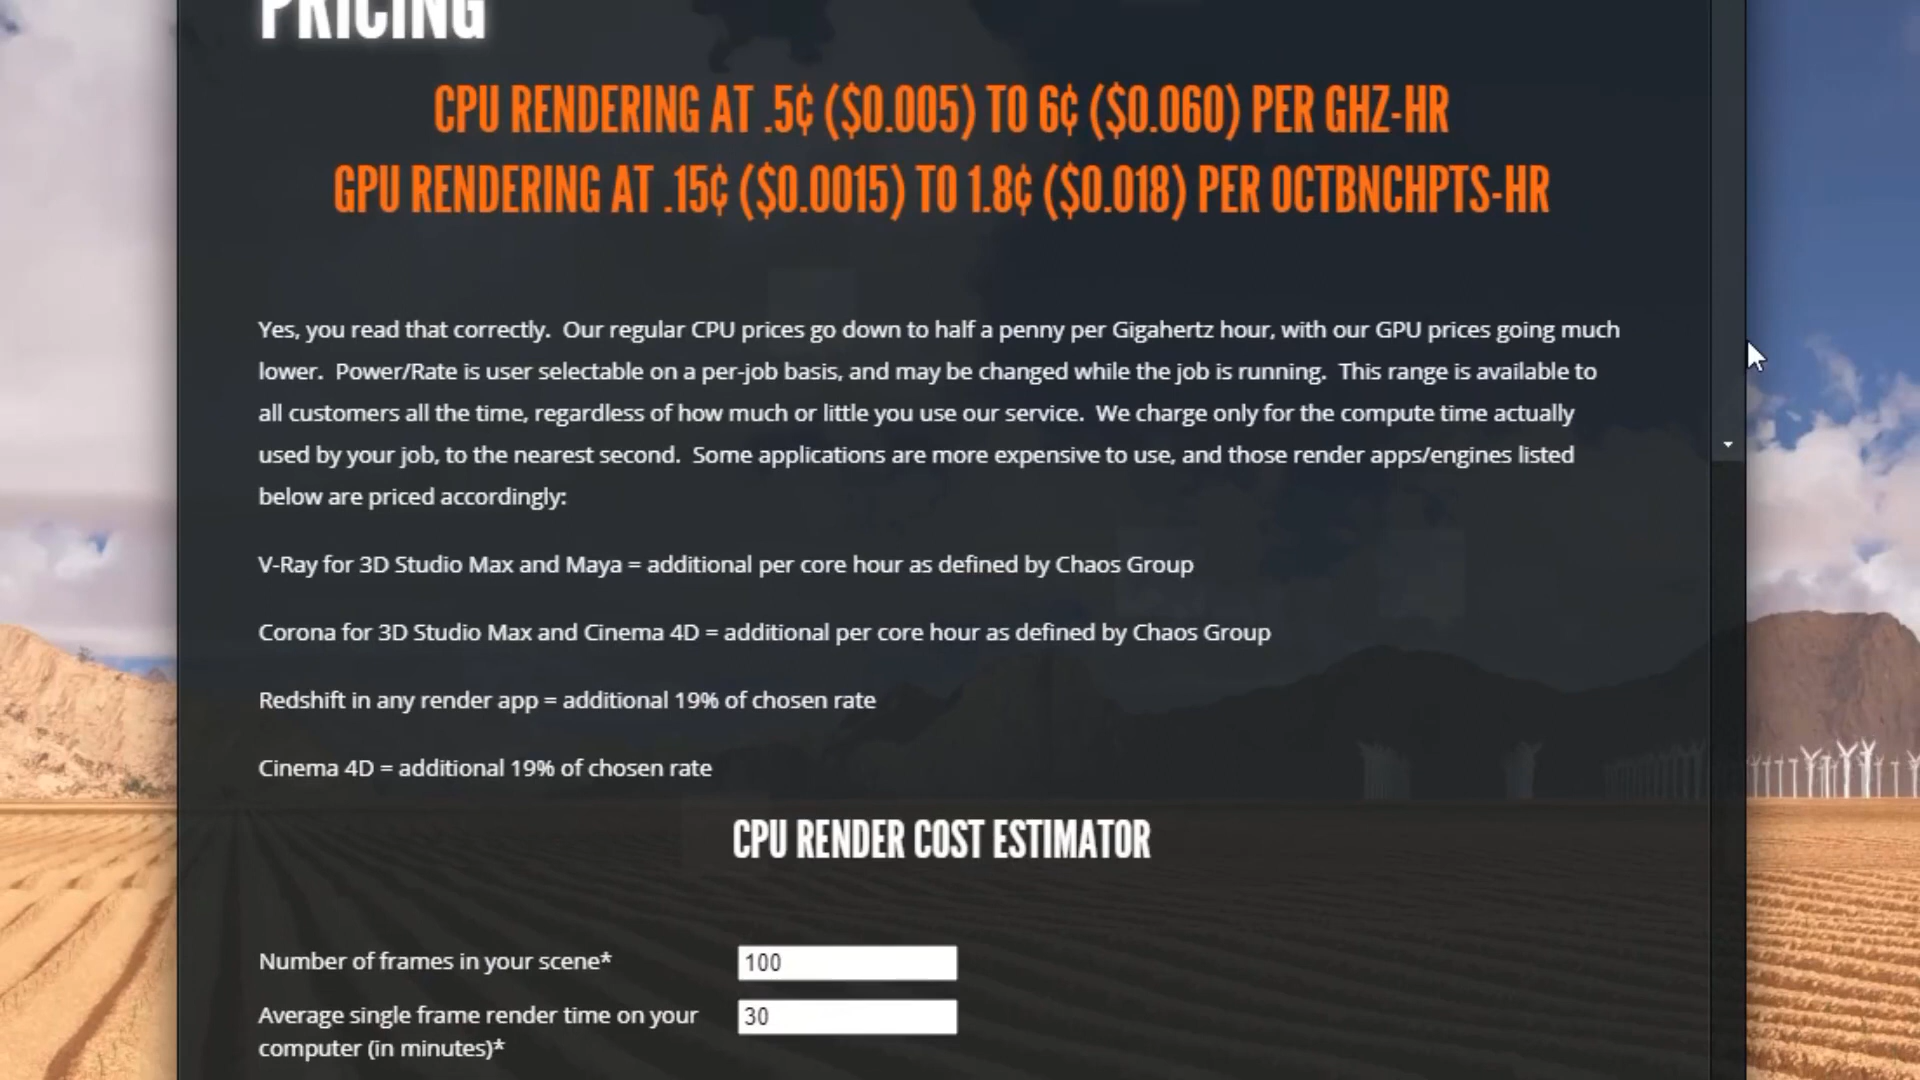 PRICING
CPU RENDERING AT .5¢ ($0.005) TO 6¢ ($0.060) PER GHZ-HR
GPU RENDERING AT .15¢ ($0.0015) TO 1.8¢ ($0.018) PER OCTBNCHPTS-HR
Yes, you read that correctly. Our regular CPU prices go down to half a penny per Gigahertz hour, with our GPU prices going much
lower. Power/Rate is user selectable on a per-job basis, and may be changed while the job is running. This range is available to
all customers all the time, regardless of how much or little you use our service. We charge only for the compute time actually
used by your job, to the nearest second. Some applications are more expensive to use, and those render apps/engines listed
below are priced accordingly:
V-Ray for 3D Studio Max and Maya = additional per core hour as defined by Chaos Group
Corona for 3D Studio Max and Cinema 4D = additional per core hour as defined by Chaos Group
Redshift in any render app = additional 19% of chosen rate
Cinema 4D = additional 19% of chosen rate
CPU RENDER COST ESTIMATOR
Number of frames in your scene* 100
Average single frame render time on your 30
computer (in minutes)*